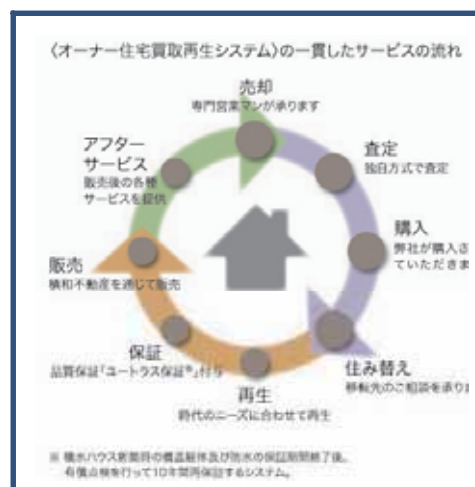 〈オーナー住宅買取再生システム〉の一貫したサービスの流れ
売却
専門営業マンが承ります
査定
独自方式で査定
購入
弊社が購入さ
ていただきま
住み替え
移転先のご相談を承りま
再生
時代のニーズに合わせて再生
保証
品質保証「ユートラス保証®」付与
販売
積和不動産を通じて販売
アフター
サービス
販売後の各種
サービスを提供
※ 積水ハウス創業時の構造躯体及び防水の保証期間終了後、
有償点検を行って10年間再保証するシステム。